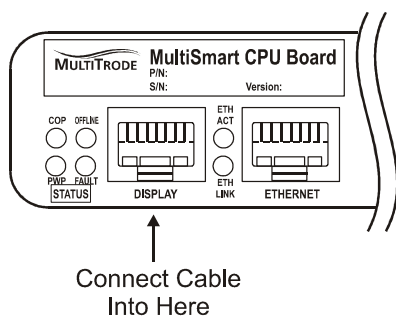 MULTITRODE MultiSmart CPU Board
P/N:
S/N: Version:
COP OFFLINE
ETH ACT
PWP FAULT
STATUS
DISPLAY
ETH LINK
ETHERNET
Connect Cable
Into Here